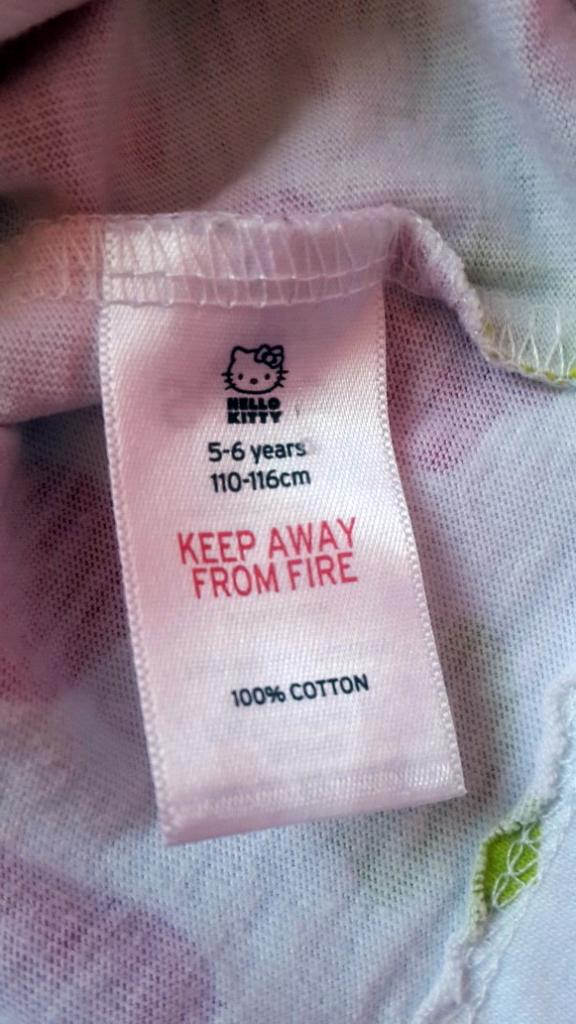 HELLO
KITTY
5-6 years
110-116cm
KEEP AWAY
FROM FIRE
100% COTTON